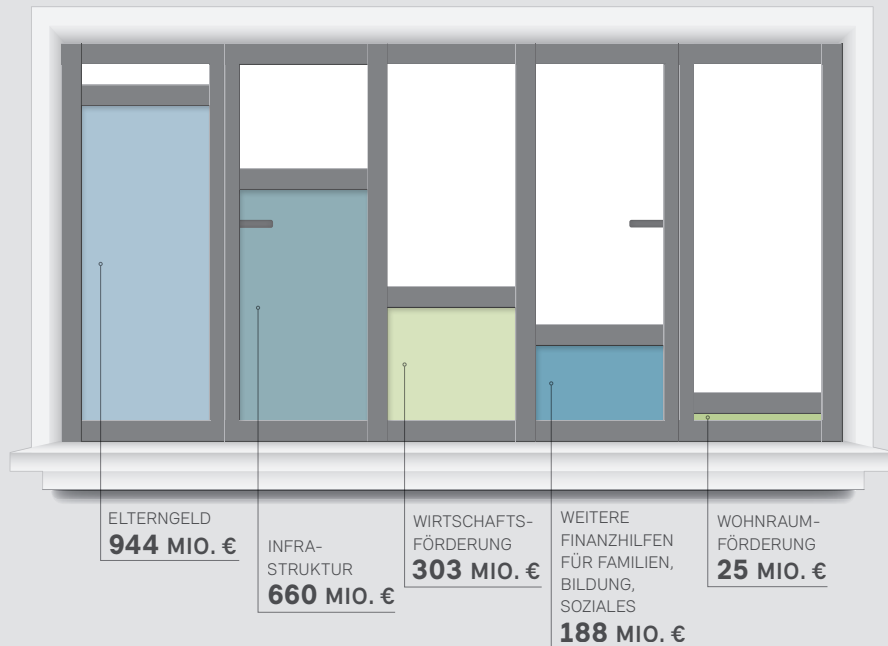 ELTERNGELD
944 MIO. €
INFRA-
STRUKTUR
660 MIO. €
WIRTSCHAFTS-
FÖRDERUNG
303 MIO. €
WEITERE
FINANZHILFEN
FÜR FAMILIEN,
BILDUNG,
SOZIALES
188 MIO. €
WOHNRAUM-
FÖRDERUNG
25 MIO. €